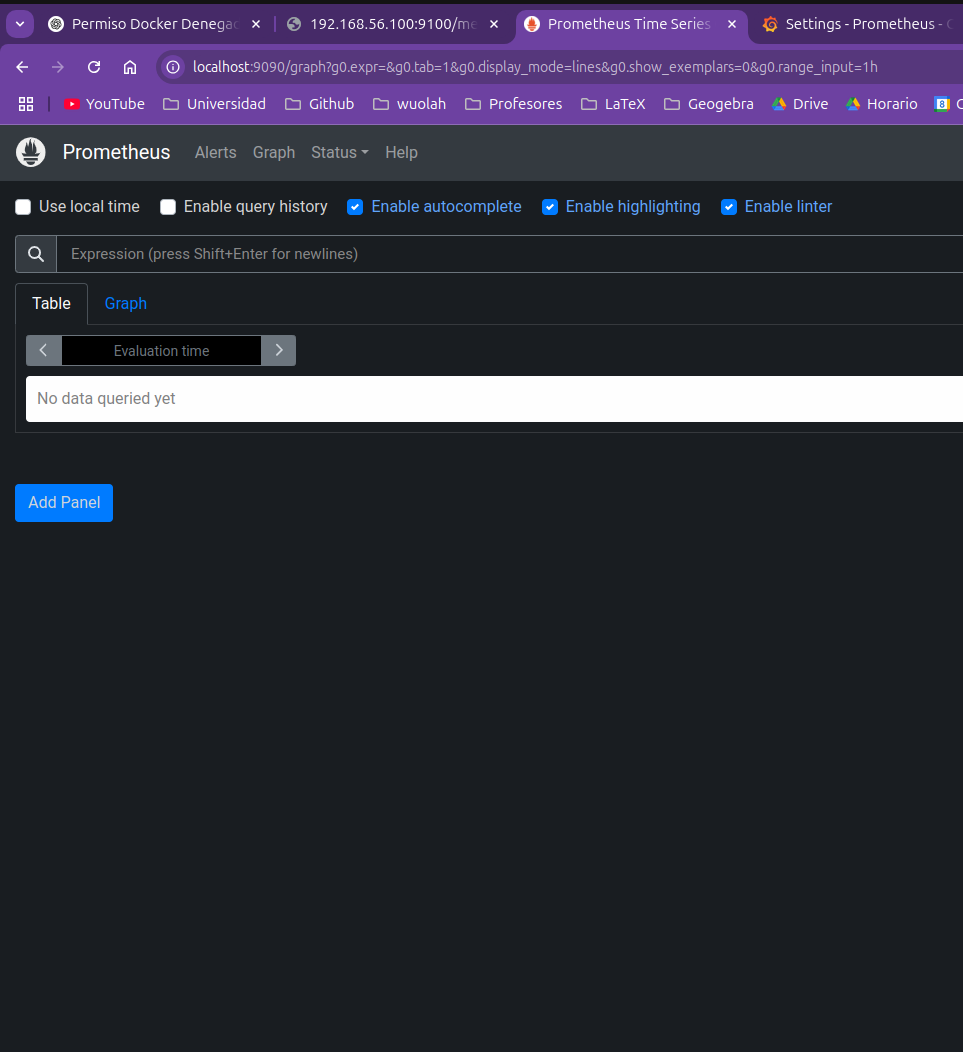 Permiso Docker Denegac 192.168.56.100:9100/me Prometheus Time Series Settings - Prometheus -
localhost:9090/graph?g0.expr=&g0.tab=1&g0.display_mode=lines&g0.show_exemplars=0&g0.range_input=1h
YouTube Universidad Github wuolah Profesores LaTeX Geogebra Drive Horario 8
Prometheus Alerts Graph Status Help
Use local time Enable query history Enable autocomplete Enable highlighting Enable linter
Expression (press Shift+Enter for newlines)
Table Graph
Evaluation time
No data queried yet
Add Panel